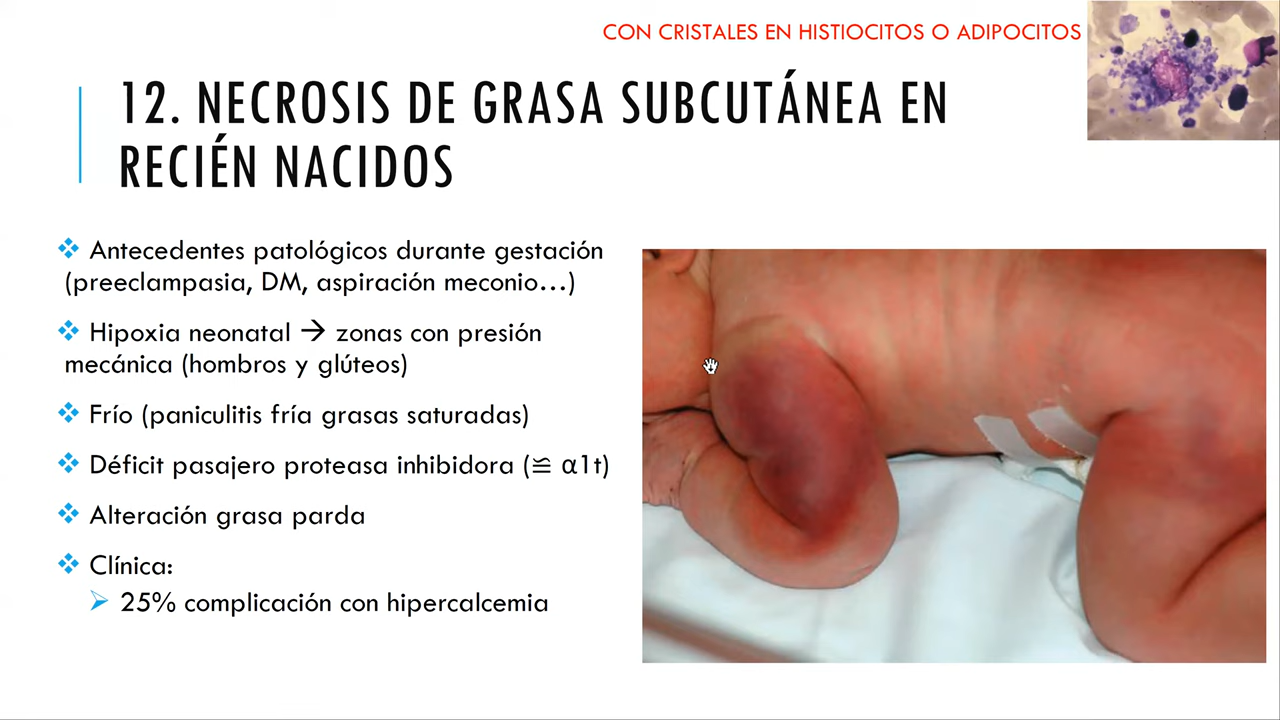 CON CRISTALES EN HISTIOCITOS O ADIPOCITOS
12. NECROSIS DE GRASA SUBCUTÁNEA EN
RECIÉN NACIDOS
❖ Antecedentes patológicos durante gestación
(preeclampasia, DM, aspiración meconio...)
❖ Hipoxia neonatal → zonas con presión
mecánica (hombros y glúteos)
❖ Frío (paniculitis fría grasas saturadas)
❖ Déficit pasajero proteasa inhibidora (≌ α1t)
❖ Alteración grasa parda
❖ Clínica:
➢ 25% complicación con hipercalcemia